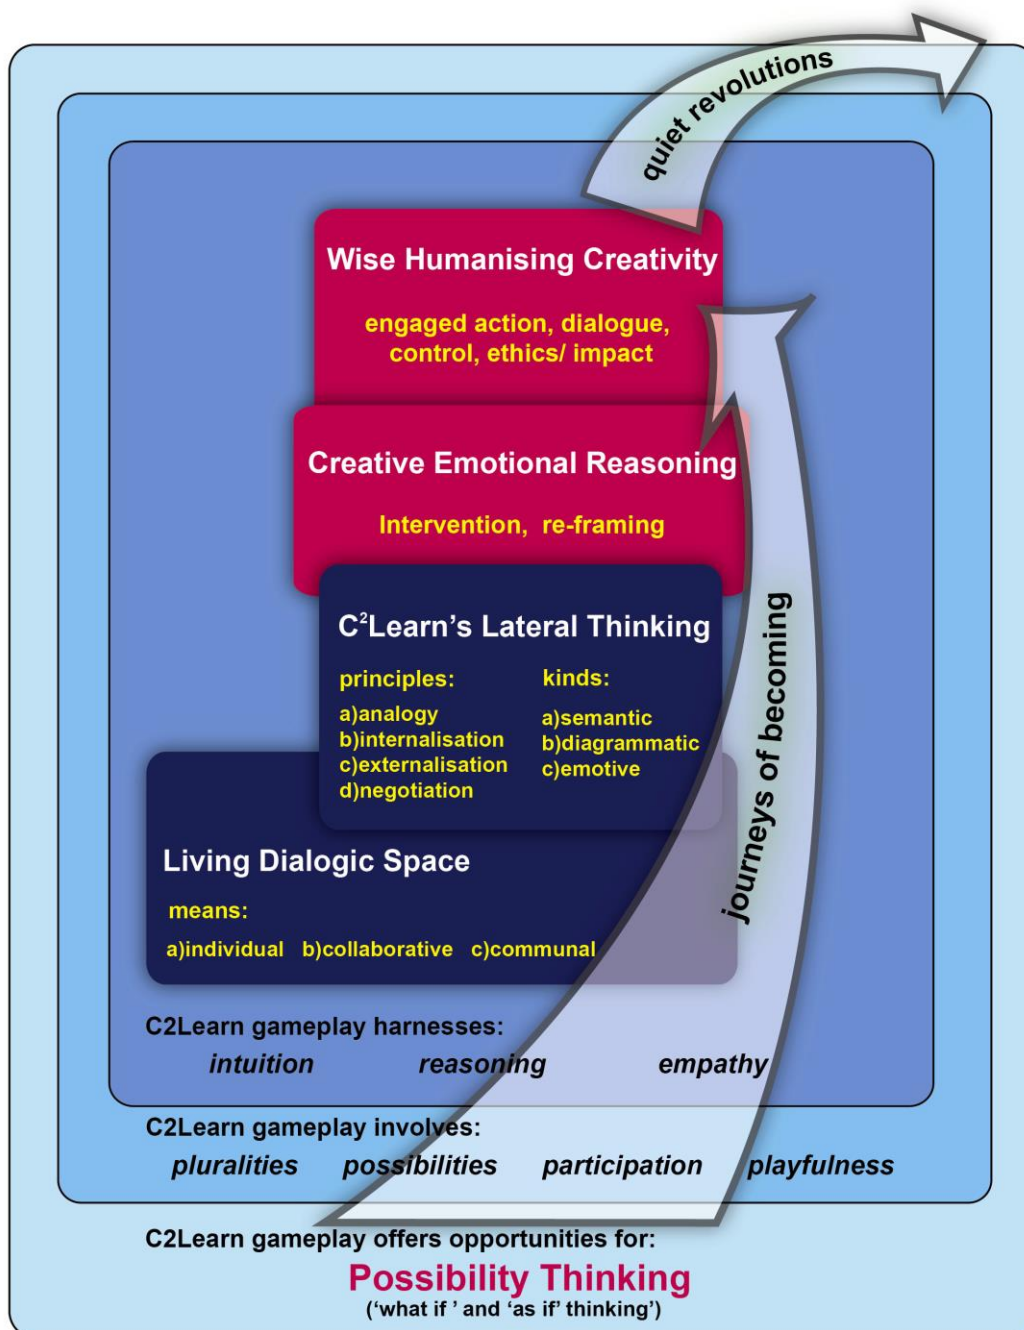 quiet revolutions
Wise Humanising Creativity
engaged action, dialogue,
control, ethics/ impact
Creative Emotional Reasoning
Intervention, re-framing
C²Learn's Lateral Thinking
principles:
a)analogy
b)internalisation
c)externalisation
d)negotiation
kinds:
a)semantic
b)diagrammatic
c)emotive
journeys of becoming
Living Dialogic Space
means:
a)individual b)collaborative c)communal
C2Learn gameplay harnesses:
intuition reasoning empathy
C2Learn gameplay involves:
pluralities possibilities participation playfulness
C2Learn gameplay offers opportunities for:
Possibility Thinking
('what if ' and 'as if' thinking')